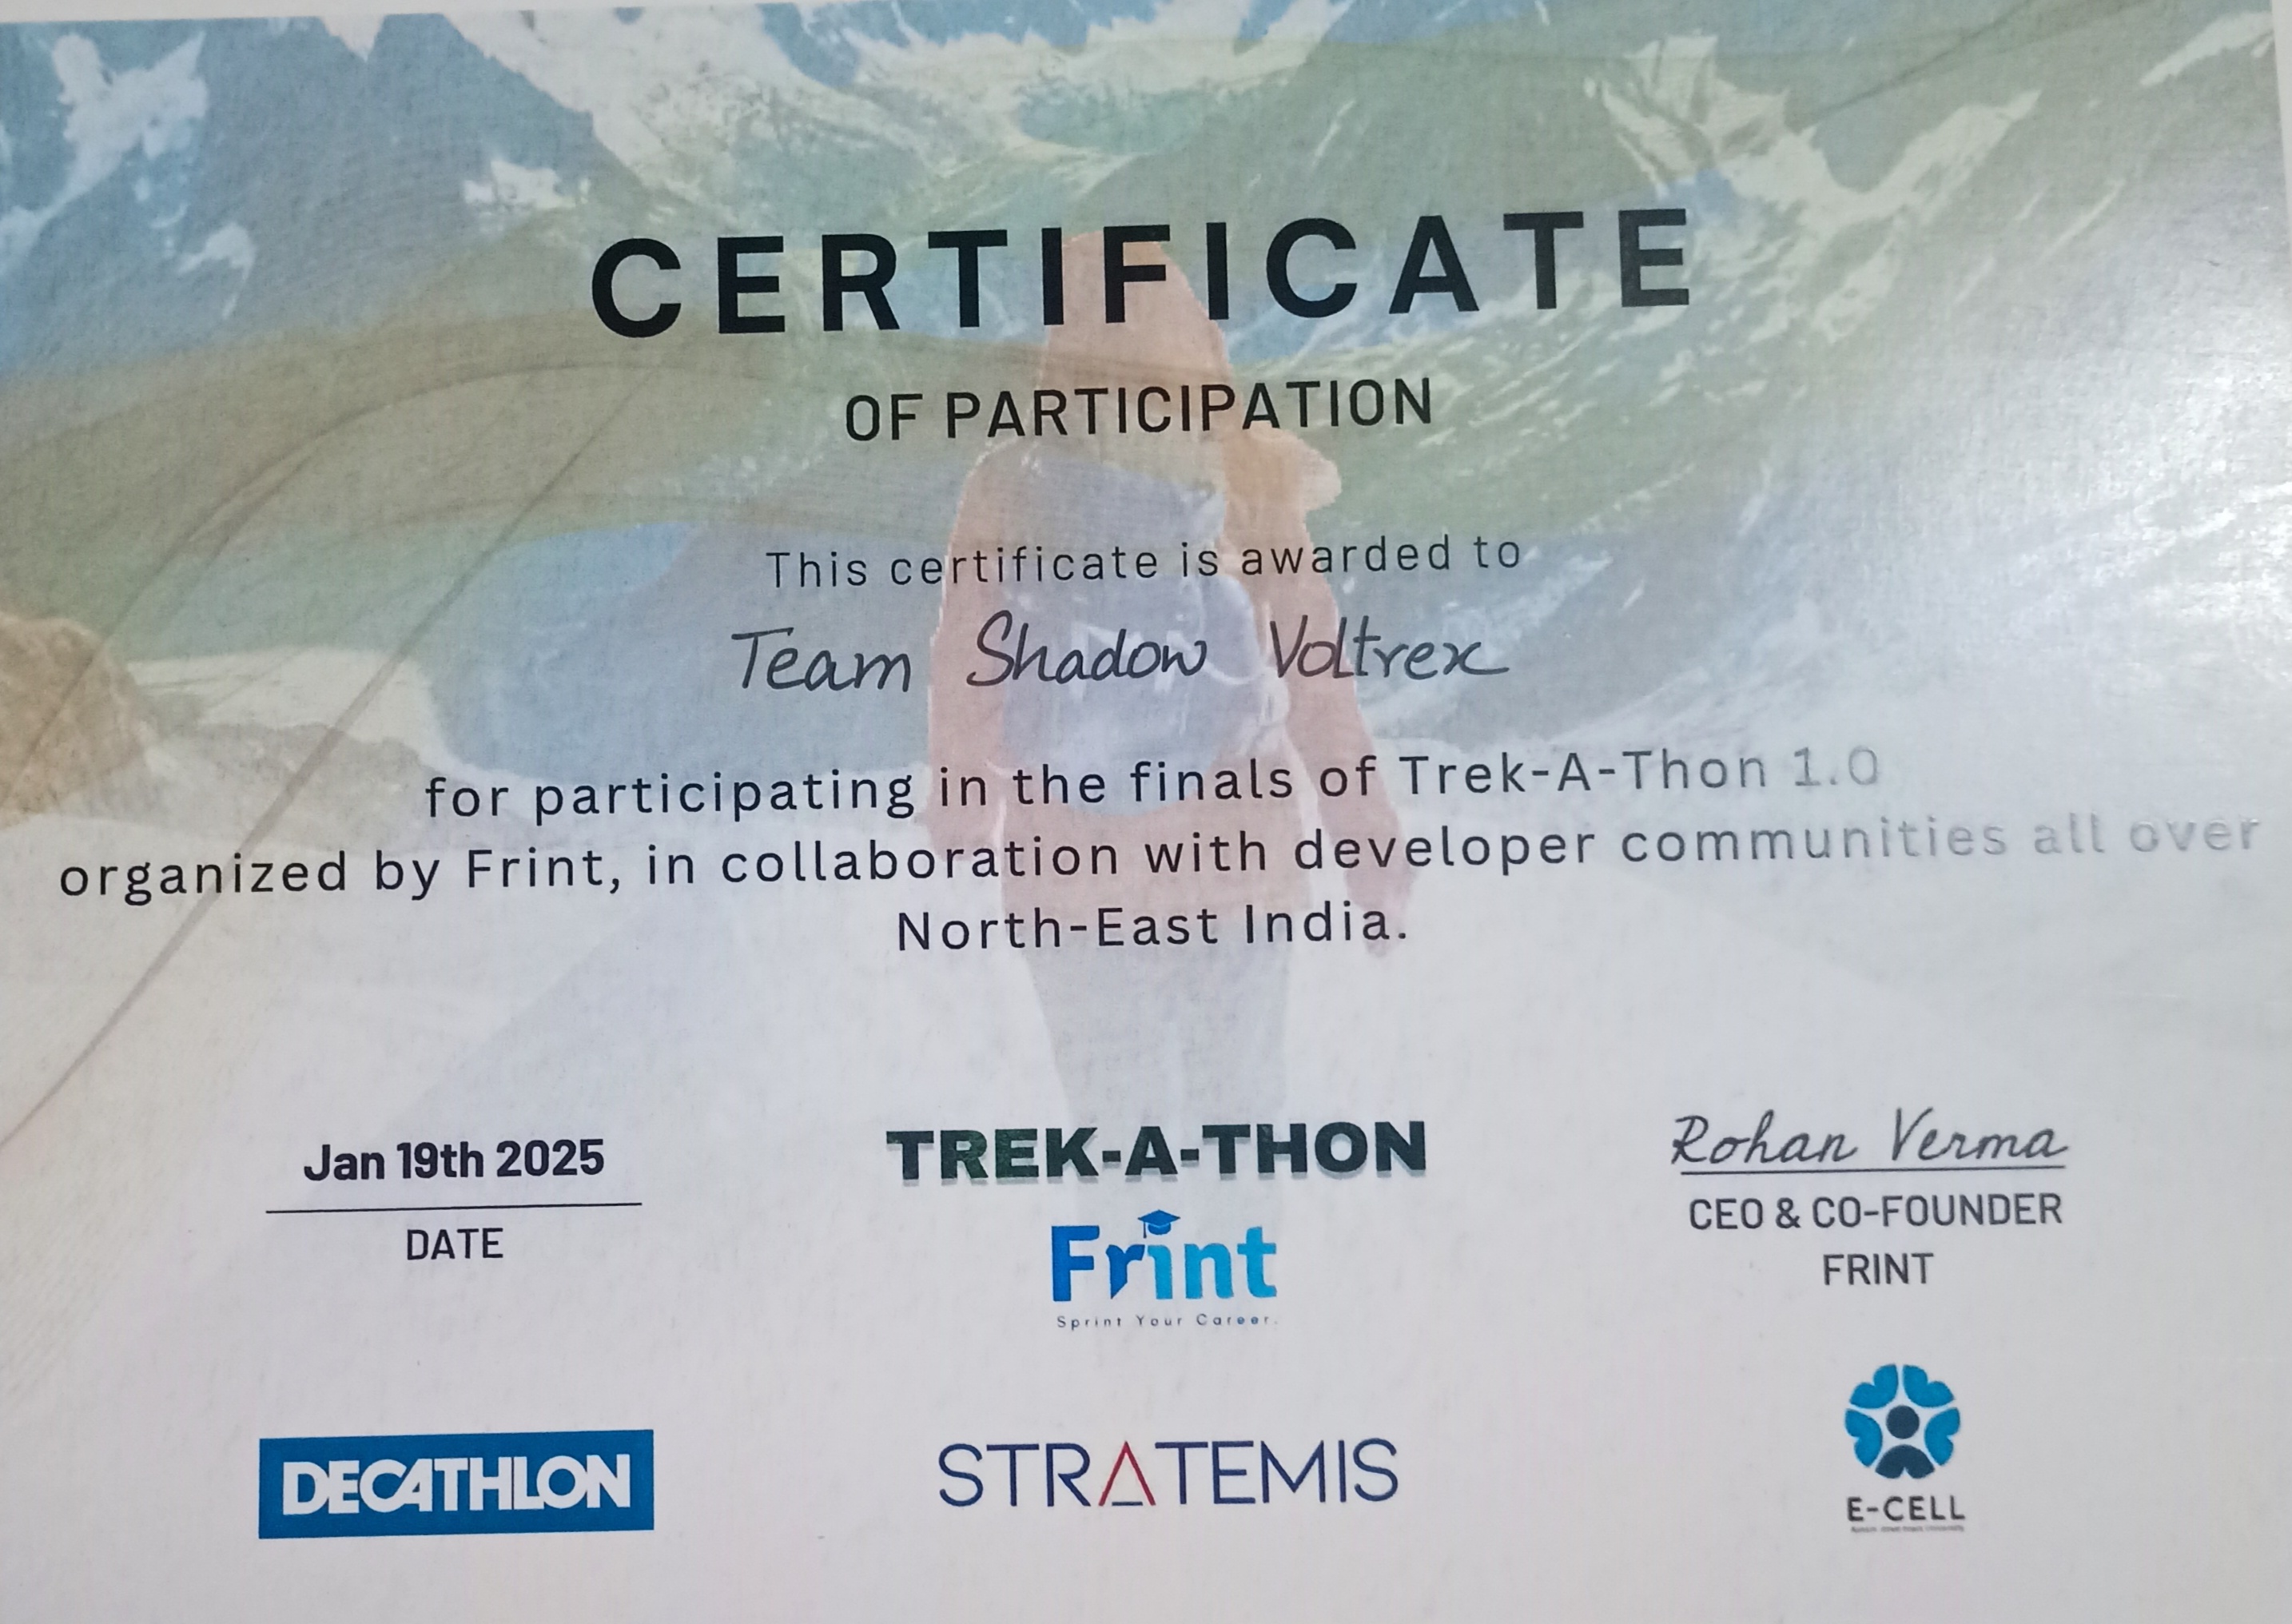 CERTIFICATE
OF PARTICIPATION
This certificate is awarded to
Team Shadow Voltrex
for participating in the finals of Trek-A-Thon 1.0
organized by Frint, in collaboration with developer communities all over
North-East India.
Jan 19th 2025
DATE
TREK-A-THON
Frint
Sprint Your Career.
Rohan Verma
CEO & CO-FOUNDER
FRINT
DECATHLON
STRATEMIS
E-CELL